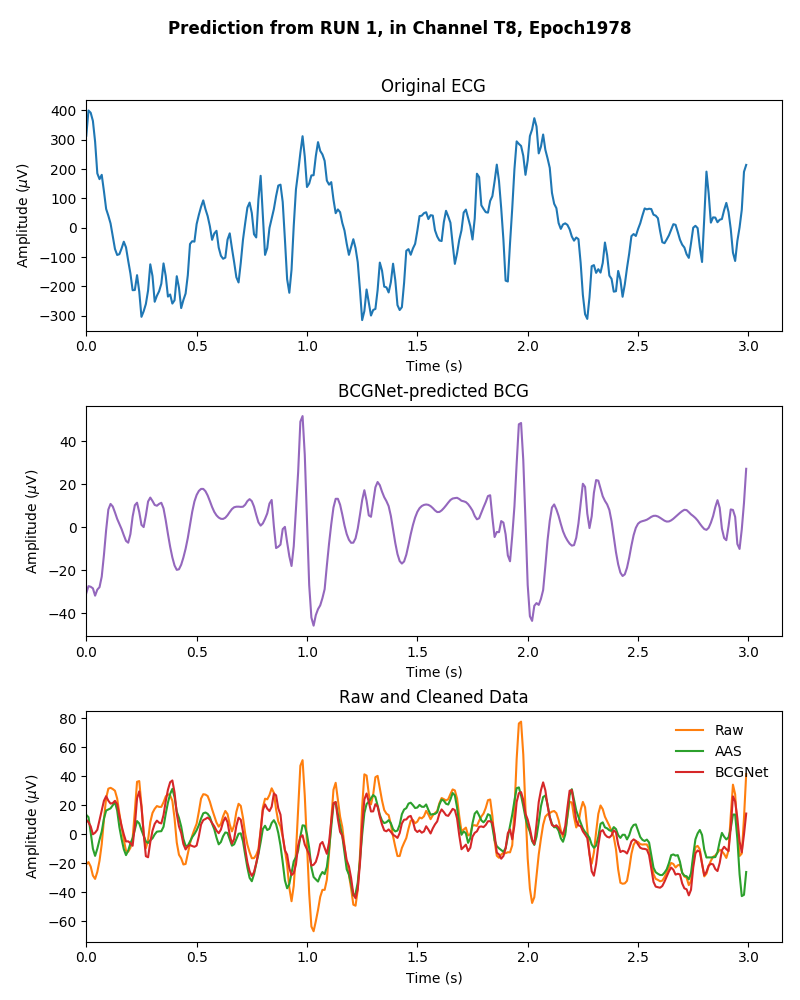 Prediction from RUN 1, in Channel T8, Epoch1978
Original ECG
Amplitude (μV)
400
300
200
100
0
−100
−200
−300
0.0 0.5 1.0 1.5 2.0 2.5 3.0
Time (s)
BCGNet-predicted BCG
Amplitude (μV)
40
20
0
−20
−40
0.0 0.5 1.0 1.5 2.0 2.5 3.0
Time (s)
Raw and Cleaned Data
Amplitude (μV)
80
60
40
20
0
−20
−40
−60
Raw
AAS
BCGNet
0.0 0.5 1.0 1.5 2.0 2.5 3.0
Time (s)